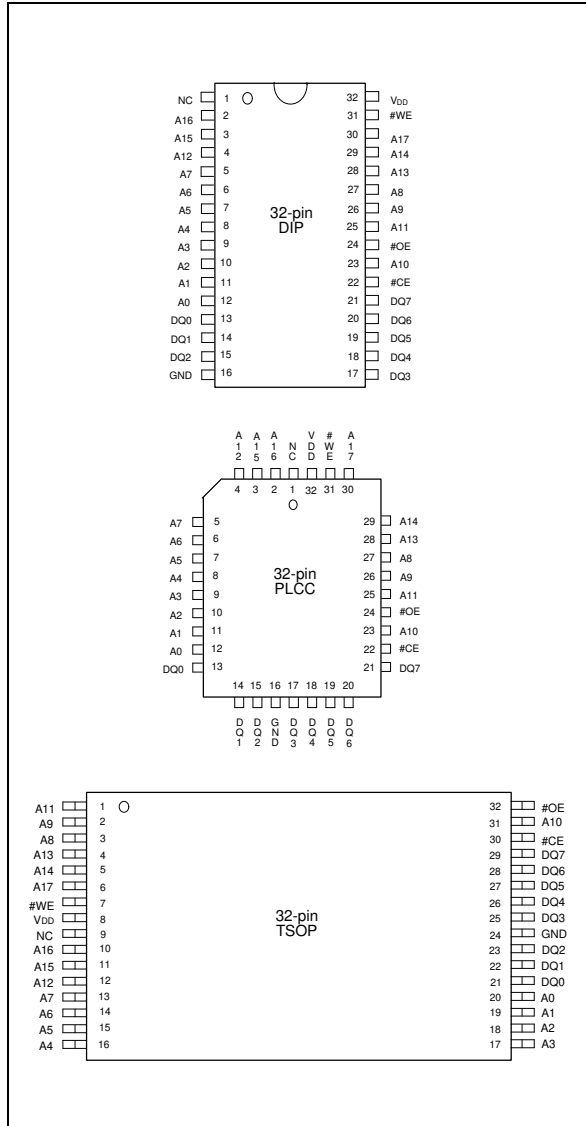 NC 1 32 VDD
A16 2 31 #WE
A15 3 30 A17
A12 4 29 A14
A7 5 28 A13
A6 6 27 A8
A5 7 26 A9
A4 8 25 A11
A3 9 24 #OE
A2 10 23 A10
A1 11 22 #CE
A0 12 21 DQ7
DQ0 13 20 DQ6
DQ1 14 19 DQ5
DQ2 15 18 DQ4
GND 16 17 DQ3
32-pin
DIP
A12 A15 A16 NC VDD #WE A17
4 3 2 1 32 31 30
A7 5 29 A14
A6 6 28 A13
A5 7 27 A8
A4 8 26 A9
A3 9 25 A11
A2 10 24 #OE
A1 11 23 A10
A0 12 22 #CE
DQ0 13 21 DQ7
32-pin
PLCC
14 15 16 17 18 19 20
DQ1 DQ2 GND DQ3 DQ4 DQ5 DQ6
A11 1 32 #OE
A9 2 31 A10
A8 3 30 #CE
A13 4 29 DQ7
A14 5 28 DQ6
A17 6 27 DQ5
#WE 7 26 DQ4
VDD 8 25 DQ3
NC 9 24 GND
A16 10 23 DQ2
A15 11 22 DQ1
A12 12 21 DQ0
A7 13 20 A0
A6 14 19 A1
A5 15 18 A2
A4 16 17 A3
32-pin
TSOP